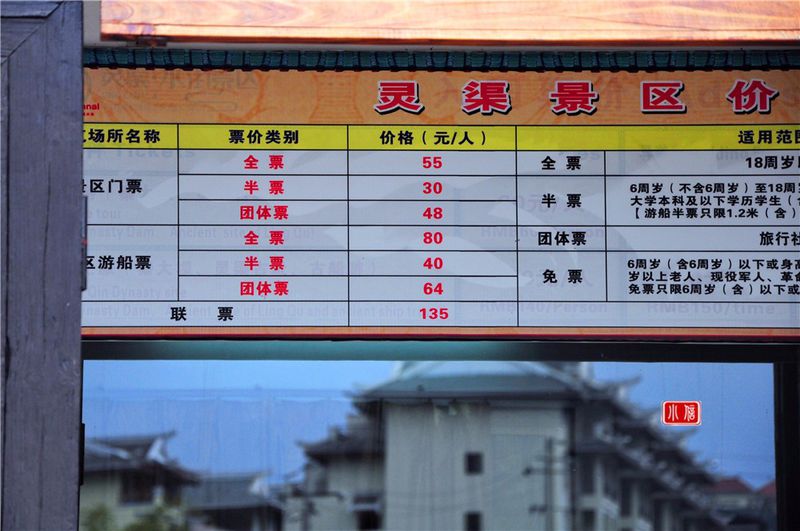 灵渠景区价
场所名称 票价类别 价格（元/人） 适用范围
景区门票 全票 55 全票 18周岁
半票 30 半票 6周岁（不含6周岁）至18周
大学本科及以下学历学生（
【游船半票只限1.2米（含）
团体票 48
区游船票 全票 80 团体票 旅行社
半票 40 免票 6周岁（含6周岁）以下或身高
岁以上老人、现役军人、革命
团体票 64 免票只限6周岁（含）以下或
联票 135
小信